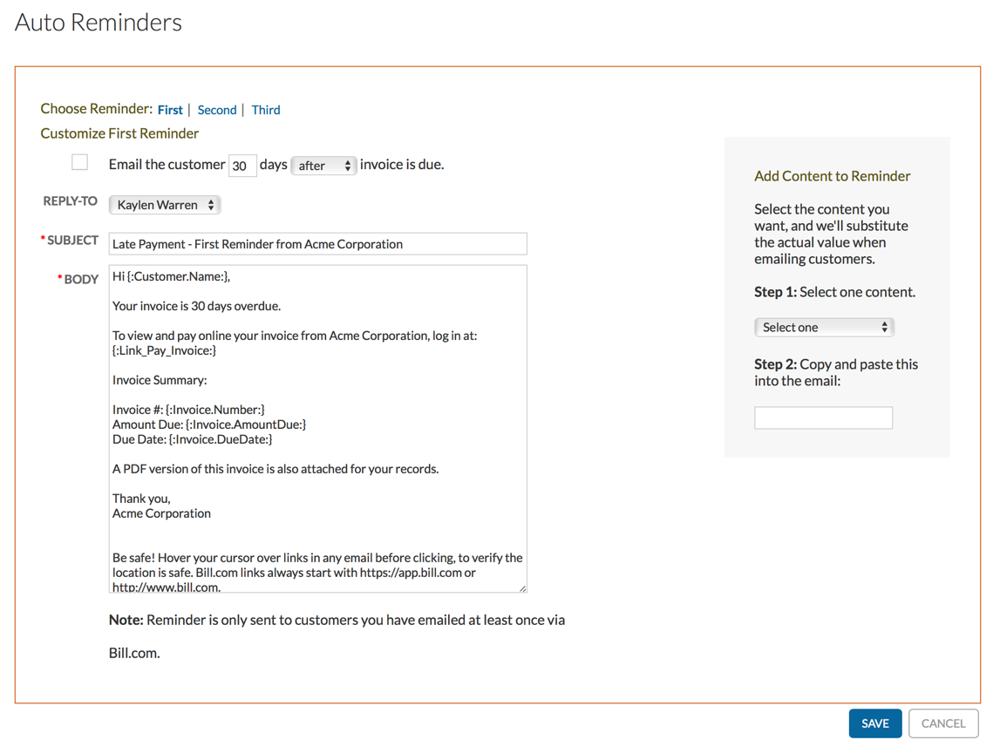 Auto Reminders
Choose Reminder: First | Second | Third
Customize First Reminder
Email the customer 30 days after invoice is due.
REPLY-TO Kaylen Warren
* SUBJECT Late Payment - First Reminder from Acme Corporation
* BODY
Hi {:Customer.Name:},
Your invoice is 30 days overdue.
To view and pay online your invoice from Acme Corporation, log in at:
{:Link_Pay_Invoice:}
Invoice Summary:
Invoice #: {:Invoice.Number:}
Amount Due: {:Invoice.AmountDue:}
Due Date: {:Invoice.DueDate:}
A PDF version of this invoice is also attached for your records.
Thank you,
Acme Corporation
Be safe! Hover your cursor over links in any email before clicking, to verify the
location is safe. Bill.com links always start with https://app.bill.com or
http://www.bill.com.
Note: Reminder is only sent to customers you have emailed at least once via
Bill.com.
Add Content to Reminder
Select the content you
want, and we'll substitute
the actual value when
emailing customers.
Step 1: Select one content.
Select one
Step 2: Copy and paste this
into the email:
SAVE
CANCEL